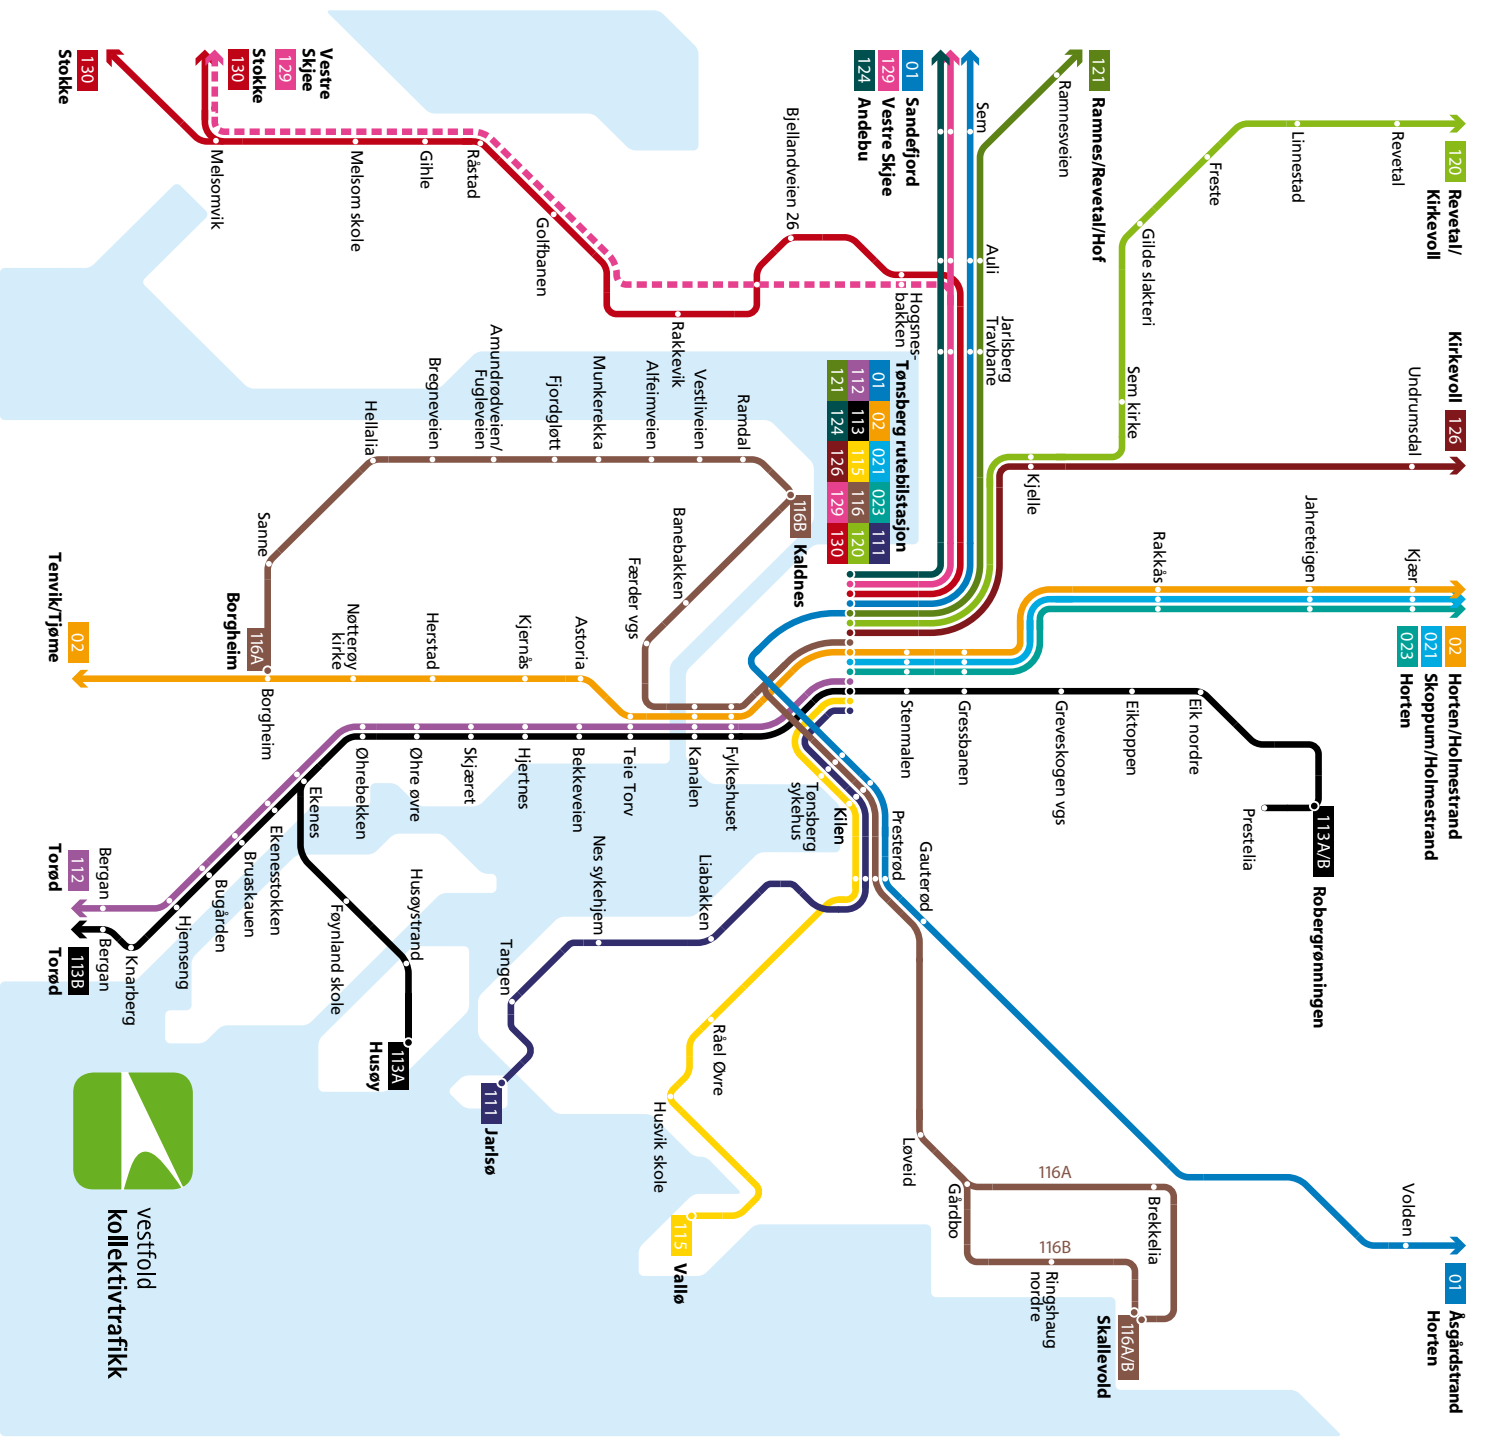 130
Stokke
Vestre
Skjee
129
130
Stokke
01
129
124
Sandefjord
Vestre Skjee
Andebu
121
Ramnes/Revetal/Hof
120
Revetal/
Kirkevoll
Kirkevoll
126
Melsomvik
Melsom skole
Gihle
Råstad
Golfbanen
Rakkevik
Bjellandveien 26
Hogsnes-
bakken
Sem
Auli
Jarlsberg
Travbane
Ramnesveien
Revetal
Linnestad
Freste
Gilde slakteri
Sem kirke
Kjelle
Undrumsdal
Jahreteigen
Kjær
Rakkås
02
021
023
Horten/Holmestrand
Skoppum/Holmestrand
Horten
Tønsberg rutebilstasjon
01
02
021
023
111
112
113
115
116
120
121
124
126
129
130
116B
Kaldnes
Ramdal
Vestliveien
Alfeimveien
Munkerekka
Fjordgløtt
Amundrødveien/
Fugleveien
Bregneveien
Hellalia
Sanne
Borgheim
116A
Banebakken
Færder vgs
Tenvik/Tjøme
02
Borgheim
Nøtterøy
kirke
Herstad
Kjernås
Astoria
Teie Torv
Kanalen
Fylkeshuset
Bekkeveien
Hjertnes
Skjæret
Øhre øvre
Øhrebekken
Ekenes
Ekenesstokken
Bruaskauen
Bugården
Hjemseng
Bergan
112
Torød
Knarberg
Bergan
113B
Torød
Føynland skole
Husøystrand
113A
Husøy
Stenmalen
Gressbanen
Greveskogen vgs
Eiktoppen
Eik nordre
Prestelia
113A/B
Robergrønningen
Tønsberg
sykehus
Kilen
Presterød
Gauterød
Liabakken
Nes sykehjem
Tangen
111
Jarlsø
Råel Øvre
Husvik skole
115
Vallø
Løveid
Gårdbo
116A
Brekkelia
116B
Ringshaug
nordre
116A/B
Skallevold
Volden
01
Åsgårdstrand
Horten
vestfold
kollektivtrafikk